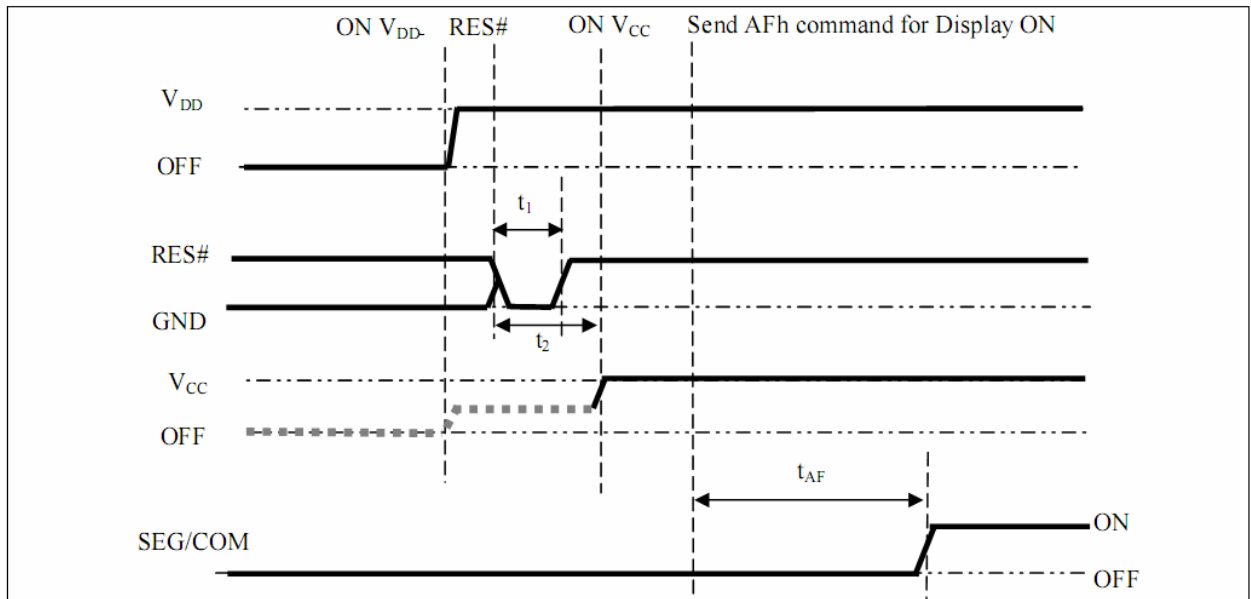 ON VDD- RES# ON VCC Send AFh command for Display ON
VDD
OFF
t1
RES#
GND
t2
VCC
OFF
tAF
ON
SEG/COM
OFF